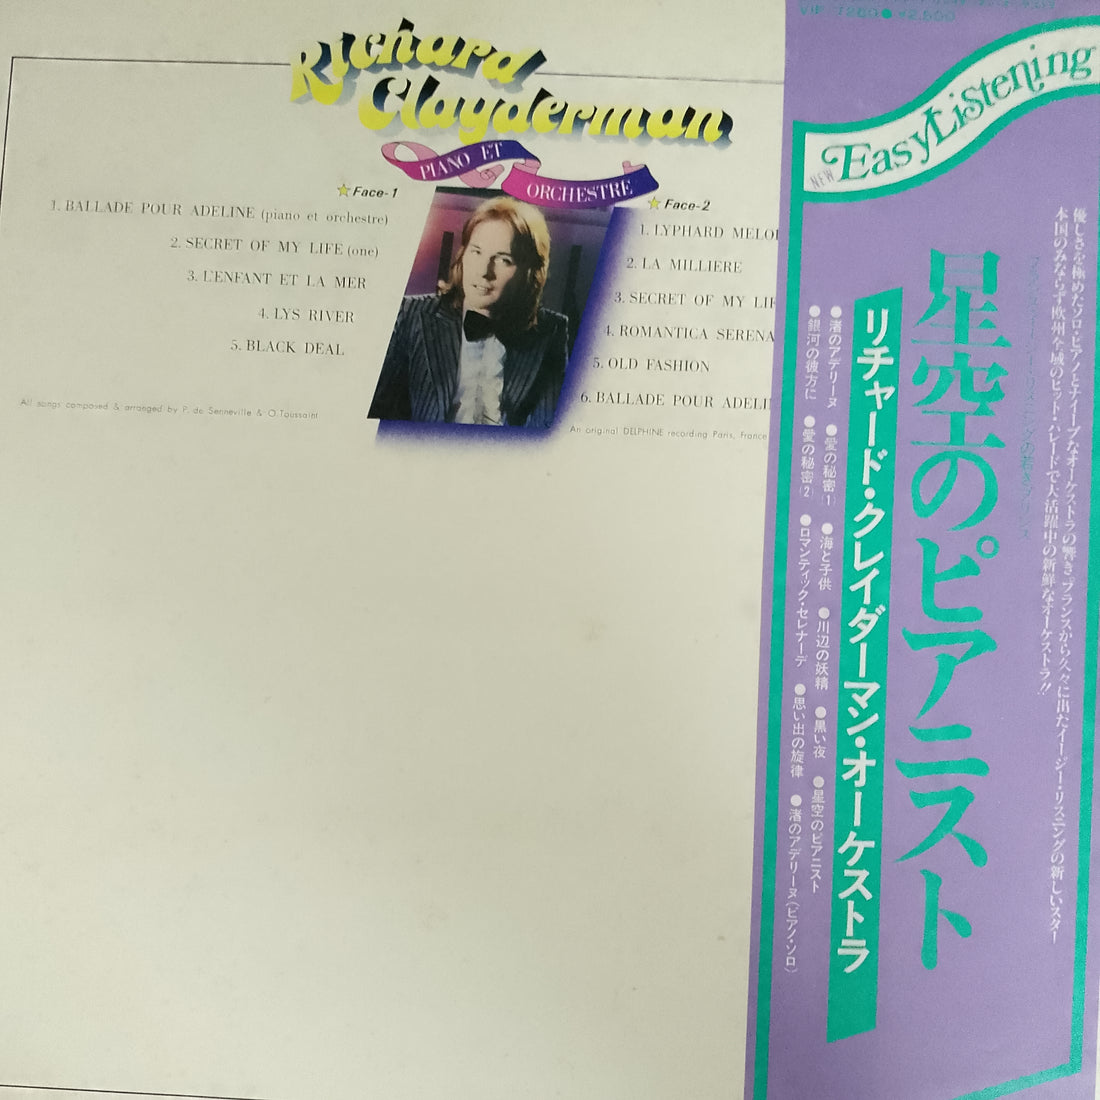 Richard
Clayderman
PIANO ET
ORCHESTRE
Face-1
1. BALLADE POUR ADELINE (piano et orchestre)
2. SECRET OF MY LIFE (one)
3. L'ENFANT ET LA MER
4. LYS RIVER
5. BLACK DEAL
All songs composed & arranged by P. de Senneville & O.Toussaint
Face-2
1. LYPHARD MELO
2. LA MILLIERE
3. SECRET OF MY LI
4. ROMANTICA SERENA
5. OLD FASHION
6. BALLADE POUR ADELI
An original DELPHINE recording Paris, France
VIP-7260●¥2,500
NEW EasyListening
優しさを極めたソロ・ピアノとナイーブなオーケストラの響き。フランスから久々に出たイージー・リスニングの新しいスター
本国のみならず欧州全域のヒット・パレードで大活躍中の新鮮なオーケストラ!!
星空のピアニスト
リチャード・クレイダーマン・オーケストラ
●渚のアデリーヌ ●愛の秘密(1) ●海と子供 ●川辺の妖精 ●黒い夜 ●星空のピアニスト
●銀河の彼方に ●愛の秘密(2) ●ロマンティック・セレナーデ ●思い出の旋律 ●渚のアデリーヌ(ピアノ・ソロ)